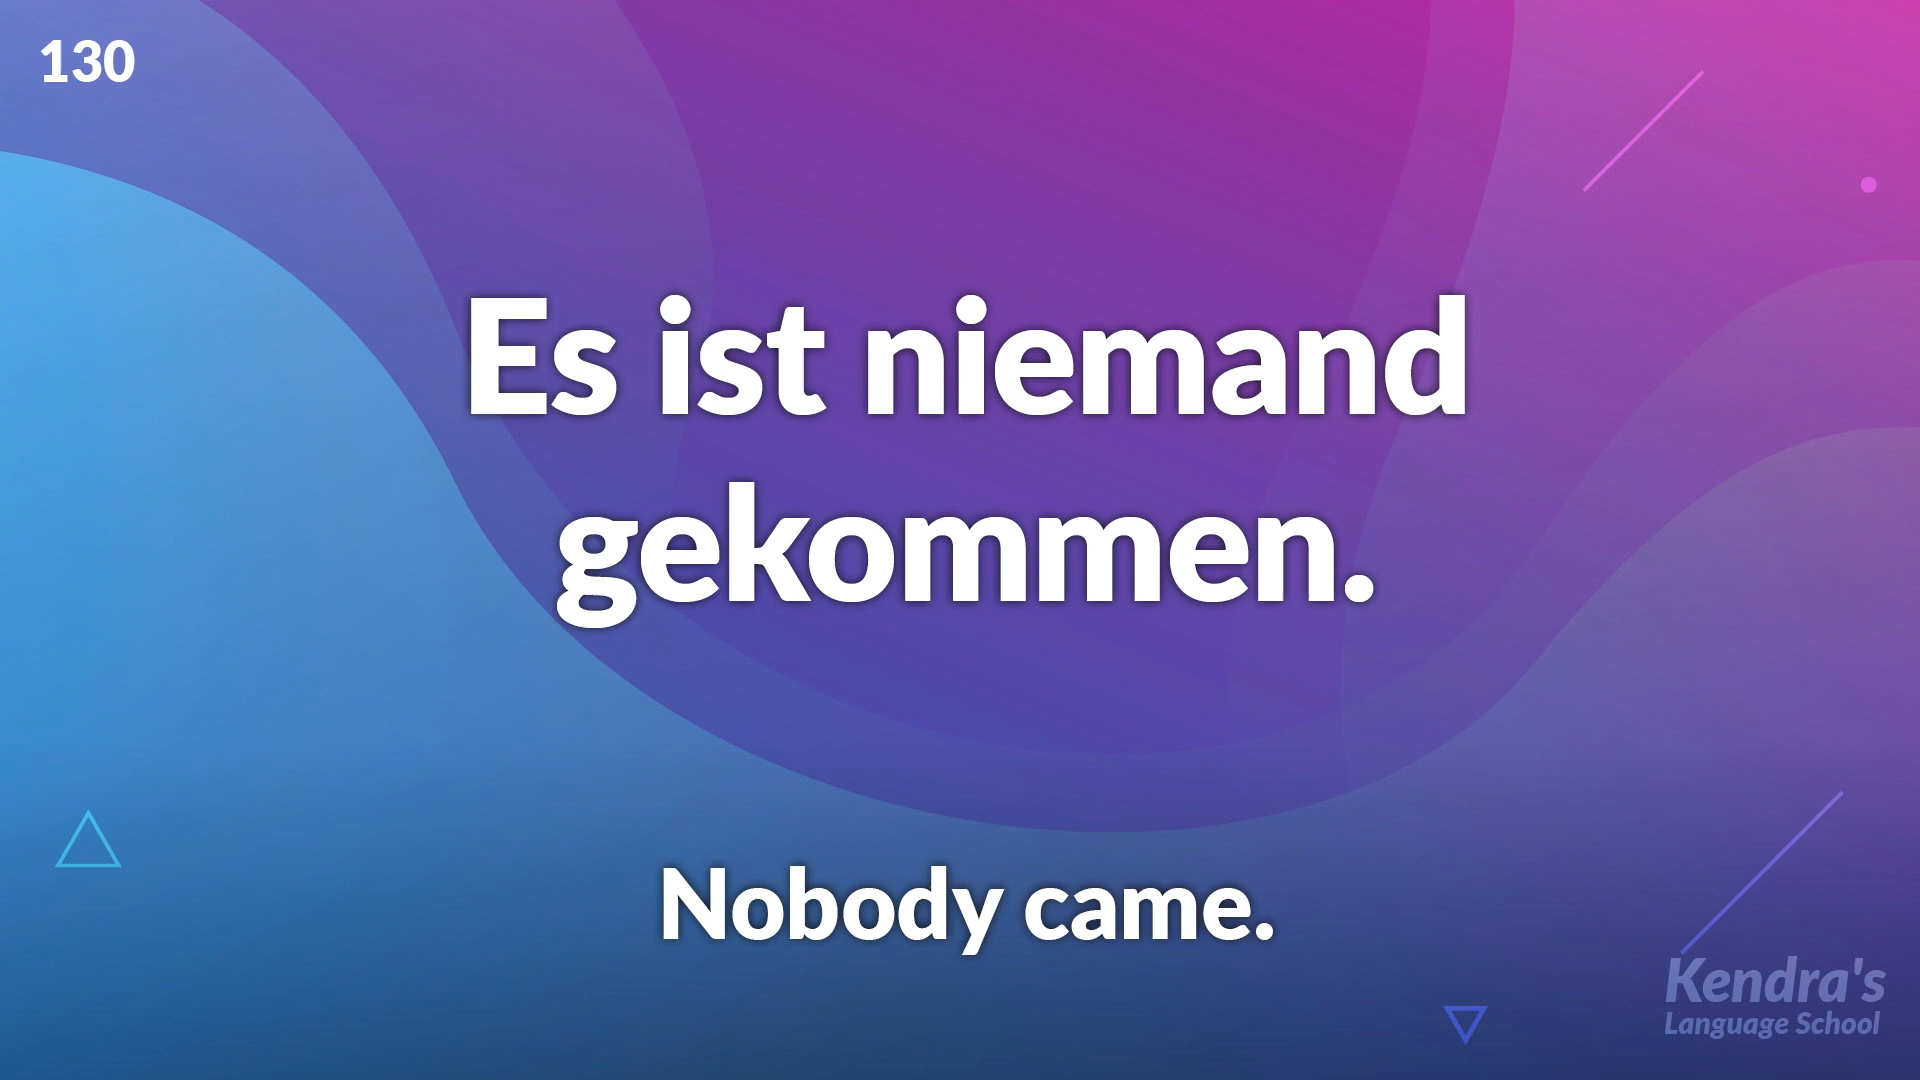 130
Es ist niemand
gekommen.
Nobody came.
Kendra's
Language School